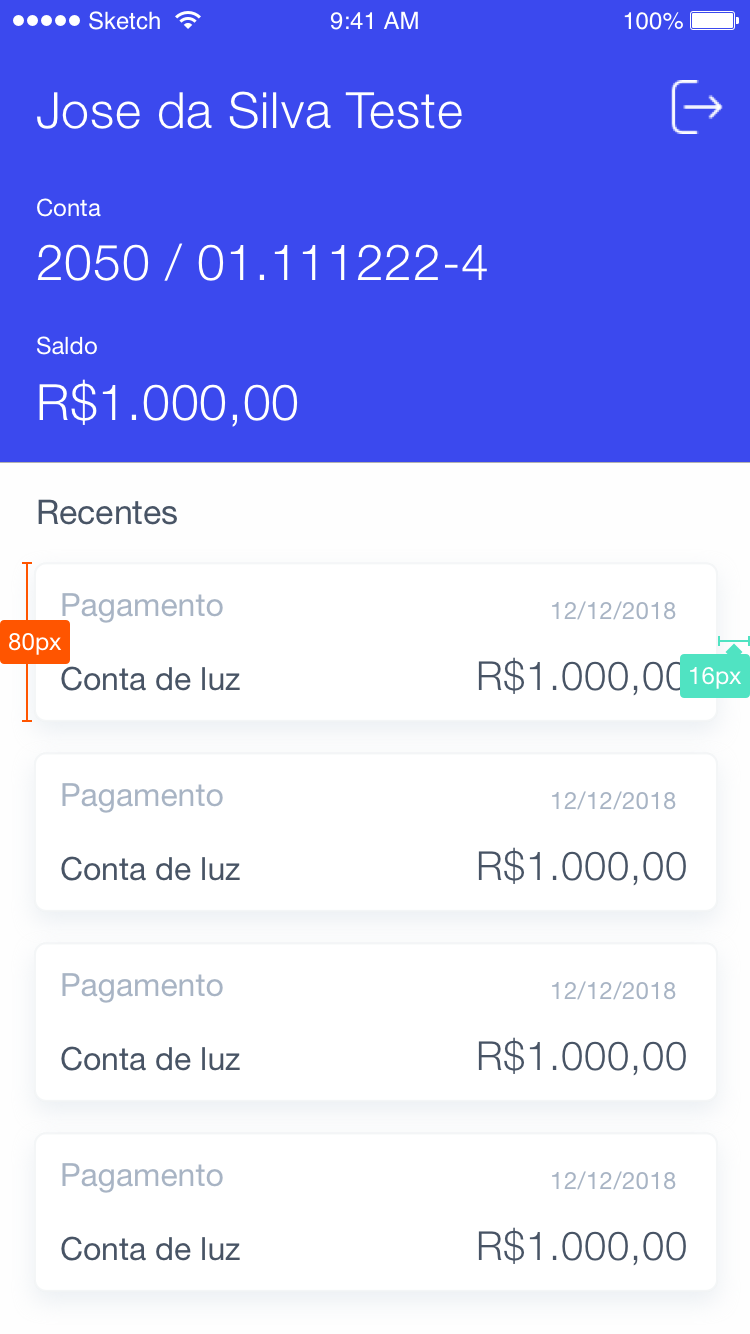 Sketch 9:41 AM 100%
Jose da Silva Teste
Conta
2050 / 01.111222-4
Saldo
R$1.000,00
Recentes
Pagamento 12/12/2018
80px
Conta de luz R$1.000,00 16px
Pagamento 12/12/2018
Conta de luz R$1.000,00
Pagamento 12/12/2018
Conta de luz R$1.000,00
Pagamento 12/12/2018
Conta de luz R$1.000,00